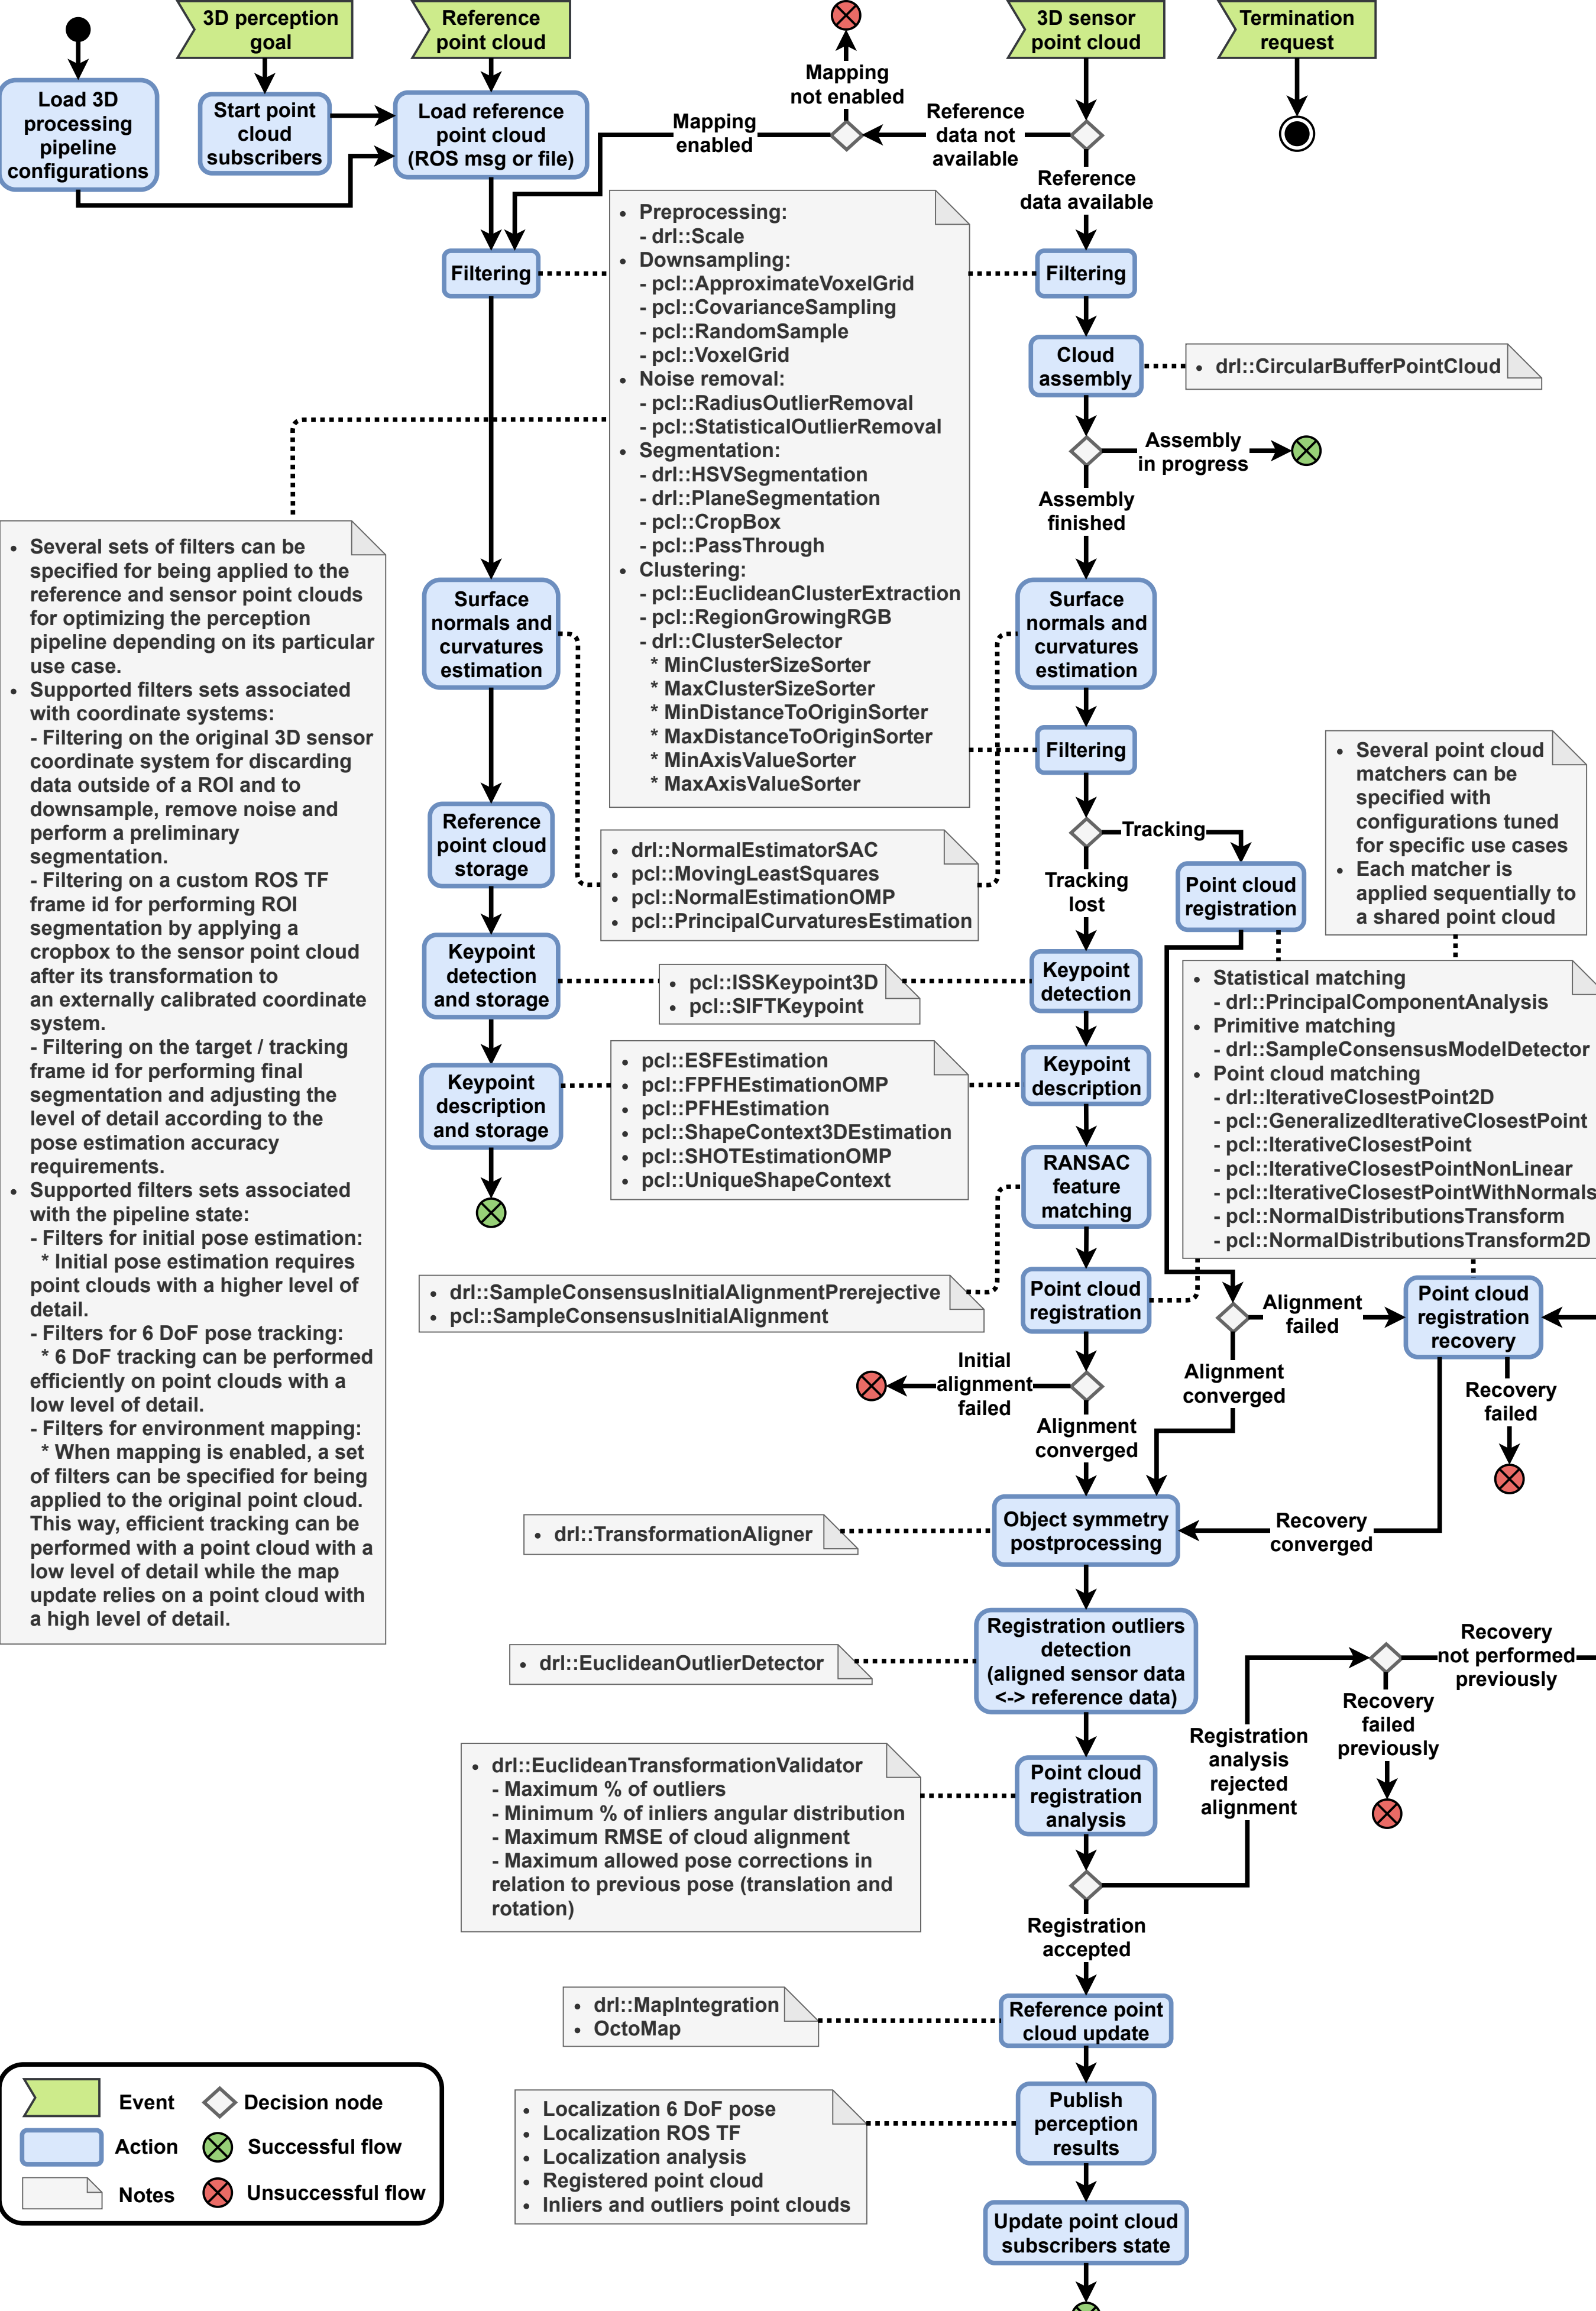 3D perception
goal
Reference
point cloud
3D sensor
point cloud
Termination
request
Load 3D
processing
pipeline
configurations
Start point
cloud
subscribers
Load reference
point cloud
(ROS msg or file)
Mapping
not enabled
Mapping
enabled
Reference
data not
available
Reference
data available
Filtering
Filtering
• Preprocessing:
- drl::Scale
• Downsampling:
- pcl::ApproximateVoxelGrid
- pcl::CovarianceSampling
- pcl::RandomSample
- pcl::VoxelGrid
• Noise removal:
- pcl::RadiusOutlierRemoval
- pcl::StatisticalOutlierRemoval
• Segmentation:
- drl::HSVSegmentation
- drl::PlaneSegmentation
- pcl::CropBox
- pcl::PassThrough
• Clustering:
- pcl::EuclideanClusterExtraction
- pcl::RegionGrowingRGB
- drl::ClusterSelector
* MinClusterSizeSorter
* MaxClusterSizeSorter
* MinDistanceToOriginSorter
* MaxDistanceToOriginSorter
* MinAxisValueSorter
* MaxAxisValueSorter
Cloud
assembly
• drl::CircularBufferPointCloud
Assembly
in progress
Assembly
finished
• Several sets of filters can be
specified for being applied to the
reference and sensor point clouds
for optimizing the perception
pipeline depending on its particular
use case.
• Supported filters sets associated
with coordinate systems:
- Filtering on the original 3D sensor
coordinate system for discarding
data outside of a ROI and to
downsample, remove noise and
perform a preliminary
segmentation.
- Filtering on a custom ROS TF
frame id for performing ROI
segmentation by applying a
cropbox to the sensor point cloud
after its transformation to
an externally calibrated coordinate
system.
- Filtering on the target / tracking
frame id for performing final
segmentation and adjusting the
level of detail according to the
pose estimation accuracy
requirements.
• Supported filters sets associated
with the pipeline state:
- Filters for initial pose estimation:
* Initial pose estimation requires
point clouds with a higher level of
detail.
- Filters for 6 DoF pose tracking:
* 6 DoF tracking can be performed
efficiently on point clouds with a
low level of detail.
- Filters for environment mapping:
* When mapping is enabled, a set
of filters can be specified for being
applied to the original point cloud.
This way, efficient tracking can be
performed with a point cloud with a
low level of detail while the map
update relies on a point cloud with
a high level of detail.
Surface
normals and
curvatures
estimation
Surface
normals and
curvatures
estimation
Filtering
Reference
point cloud
storage
• drl::NormalEstimatorSAC
• pcl::MovingLeastSquares
• pcl::NormalEstimationOMP
• pcl::PrincipalCurvaturesEstimation
Tracking
Tracking
lost
Point cloud
registration
• Several point cloud
matchers can be
specified with
configurations tuned
for specific use cases
• Each matcher is
applied sequentially to
a shared point cloud
Keypoint
detection
and storage
• pcl::ISSKeypoint3D
• pcl::SIFTKeypoint
Keypoint
detection
• Statistical matching
- drl::PrincipalComponentAnalysis
• Primitive matching
- drl::SampleConsensusModelDetector
• Point cloud matching
- drl::IterativeClosestPoint2D
- pcl::GeneralizedIterativeClosestPoint
- pcl::IterativeClosestPoint
- pcl::IterativeClosestPointNonLinear
- pcl::IterativeClosestPointWithNormals
- pcl::NormalDistributionsTransform
- pcl::NormalDistributionsTransform2D
Keypoint
description
and storage
• pcl::ESFEstimation
• pcl::FPFHEstimationOMP
• pcl::PFHEstimation
• pcl::ShapeContext3DEstimation
• pcl::SHOTEstimationOMP
• pcl::UniqueShapeContext
Keypoint
description
RANSAC
feature
matching
• drl::SampleConsensusInitialAlignmentPrerejective
• pcl::SampleConsensusInitialAlignment
Point cloud
registration
Alignment
failed
Point cloud
registration
recovery
Initial
alignment
failed
Alignment
converged
Alignment
converged
Recovery
failed
• drl::TransformationAligner
Object symmetry
postprocessing
Recovery
converged
• drl::EuclideanOutlierDetector
Registration outliers
detection
(aligned sensor data
<-> reference data)
Recovery
not performed
previously
Recovery
failed
previously
Registration
analysis
rejected
alignment
• drl::EuclideanTransformationValidator
- Maximum % of outliers
- Minimum % of inliers angular distribution
- Maximum RMSE of cloud alignment
- Maximum allowed pose corrections in
relation to previous pose (translation and
rotation)
Point cloud
registration
analysis
Registration
accepted
• drl::MapIntegration
• OctoMap
Reference point
cloud update
• Localization 6 DoF pose
• Localization ROS TF
• Localization analysis
• Registered point cloud
• Inliers and outliers point clouds
Publish
perception
results
Update point cloud
subscribers state
Event
Decision node
Action
Successful flow
Notes
Unsuccessful flow